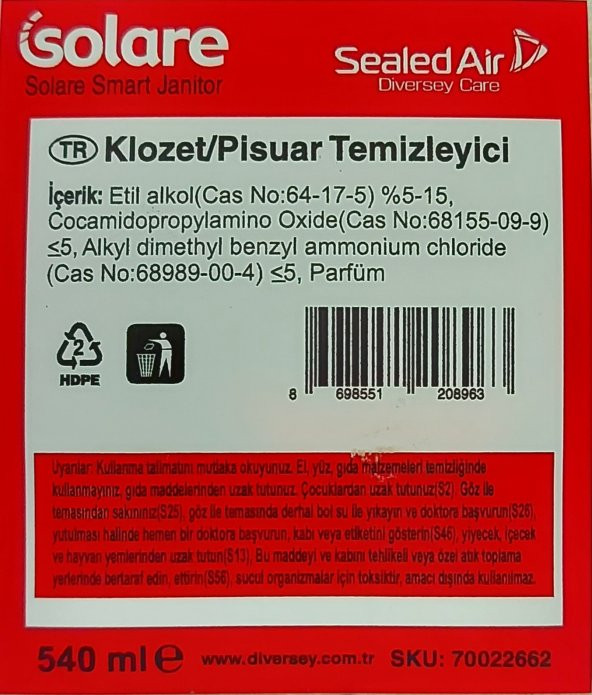 solare
Solare Smart Janitor
Sealed Air
Diversey Care
TR Klozet/Pisuar Temizleyici
İçerik: Etil alkol(Cas No:64-17-5) %5-15,
Cocamidopropylamino Oxide(Cas No:68155-09-9)
≤5, Alkyl dimethyl benzyl ammonium chloride
(Cas No:68989-00-4) ≤5, Parfüm
2
HDPE
8 698551 208963
Uyarılar: Kullanma talimatını mutlaka okuyunuz. El, yüz, gıda malzemeleri temizliğinde
kullanmayınız, gıda maddelerinden uzak tutunuz. Çocuklardan uzak tutunuz(S2) Göz ile
temasından sakınınız(S25), göz ile temasında derhal bol su ile yıkayın ve doktora başvurun(S26),
yutulması halinde hemen bir doktora başvurun, kabı veya etiketini gösterin(S46), yiyecek, içecek
ve hayvan yemlerinden uzak tutun(S13), Bu maddeyi ve kabını tehlikeli veya özel atık toplama
yerlerinde bertaraf edin, ettirin(S56), sucul organizmalar için toksiktir, amacı dışında kullanılmaz.
540 ml e www.diversey.com.tr SKU: 70022662